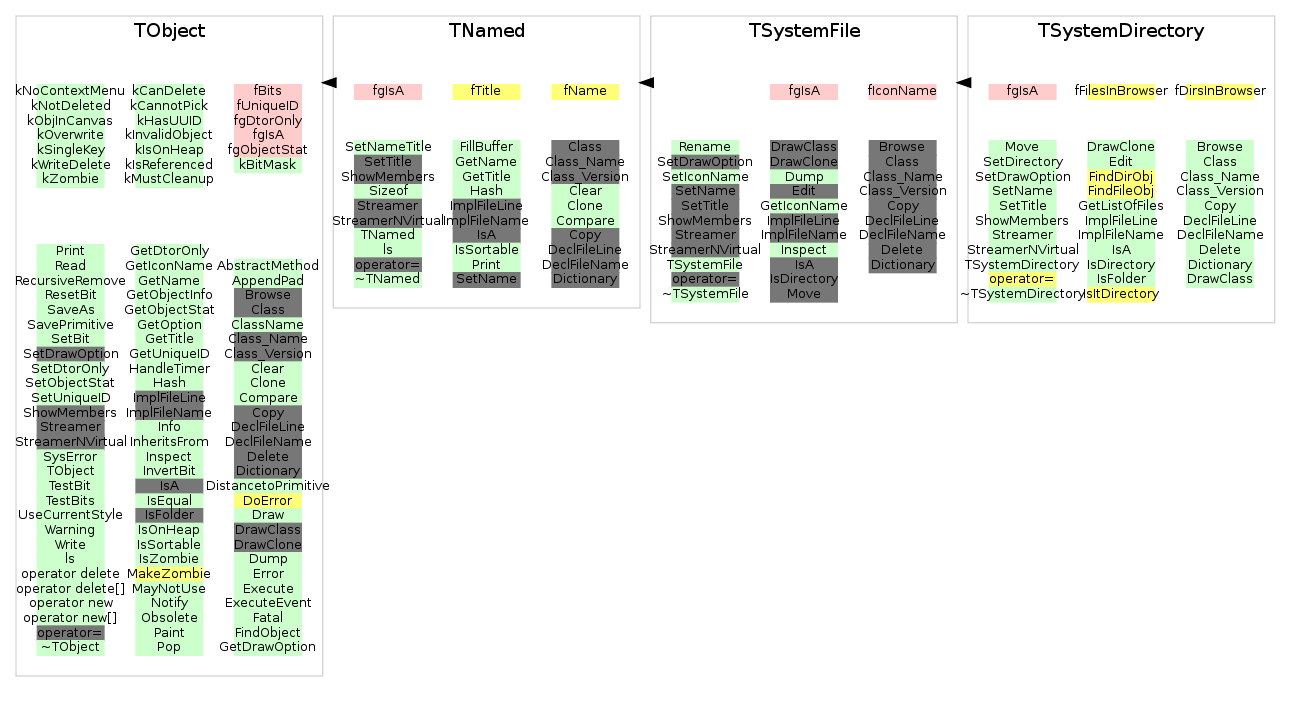 TObject
kNoContextMenu kCanDelete fBits
kNotDeleted kCannotPick fUniqueID
kObjInCanvas kHasUUID fgDtorOnly
kOverwrite kInvalidObject fgIsA
kSingleKey kIsOnHeap fgObjectStat
kWriteDelete kIsReferenced kBitMask
kZombie kMustCleanup
Print GetDtorOnly
Read GetIconName AbstractMethod
RecursiveRemove GetName AppendPad
ResetBit GetObjectInfo Browse
SaveAs GetObjectStat Class
SavePrimitive GetOption ClassName
SetBit GetTitle Class_Name
SetDrawOption GetUniqueID Class_Version
SetDtorOnly HandleTimer Clear
SetObjectStat Hash Clone
SetUniqueID ImplFileLine Compare
ShowMembers ImplFileName Copy
Streamer Info DeclFileLine
StreamerNVirtual InheritsFrom DeclFileName
SysError Inspect Delete
TObject InvertBit Dictionary
TestBit IsA DistancetoPrimitive
TestBits IsEqual DoError
UseCurrentStyle IsFolder Draw
Warning IsOnHeap DrawClass
Write IsSortable DrawClone
ls IsZombie Dump
operator delete MakeZombie Error
operator delete[] MayNotUse Execute
operator new Notify ExecuteEvent
operator new[] Obsolete Fatal
operator= Paint FindObject
~TObject Pop GetDrawOption
TNamed
fgIsA fTitle fName
SetNameTitle FillBuffer Class
SetTitle GetName Class_Name
ShowMembers GetTitle Class_Version
Sizeof Hash Clear
Streamer ImplFileLine Clone
StreamerNVirtual ImplFileName Compare
TNamed IsA Copy
ls IsSortable DeclFileLine
operator= Print DeclFileName
~TNamed SetName Dictionary
TSystemFile
fgIsA fIconName
Rename DrawClass Browse
SetDrawOption DrawClone Class
SetIconName Dump Class_Name
SetName Edit Class_Version
SetTitle GetIconName Copy
ShowMembers ImplFileLine DeclFileLine
Streamer ImplFileName DeclFileName
StreamerNVirtual Inspect Delete
TSystemFile IsA Dictionary
operator= IsDirectory
~TSystemFile Move
TSystemDirectory
fgIsA fFilesInBrowser fDirsInBrowser
Move DrawClone Browse
SetDirectory Edit Class
SetDrawOption FindDirObj Class_Name
SetName FindFileObj Class_Version
SetTitle GetListOfFiles Copy
ShowMembers ImplFileLine DeclFileLine
Streamer ImplFileName DeclFileName
StreamerNVirtual IsA Delete
TSystemDirectory IsDirectory Dictionary
operator= IsFolder DrawClass
~TSystemDirectory IsItDirectory